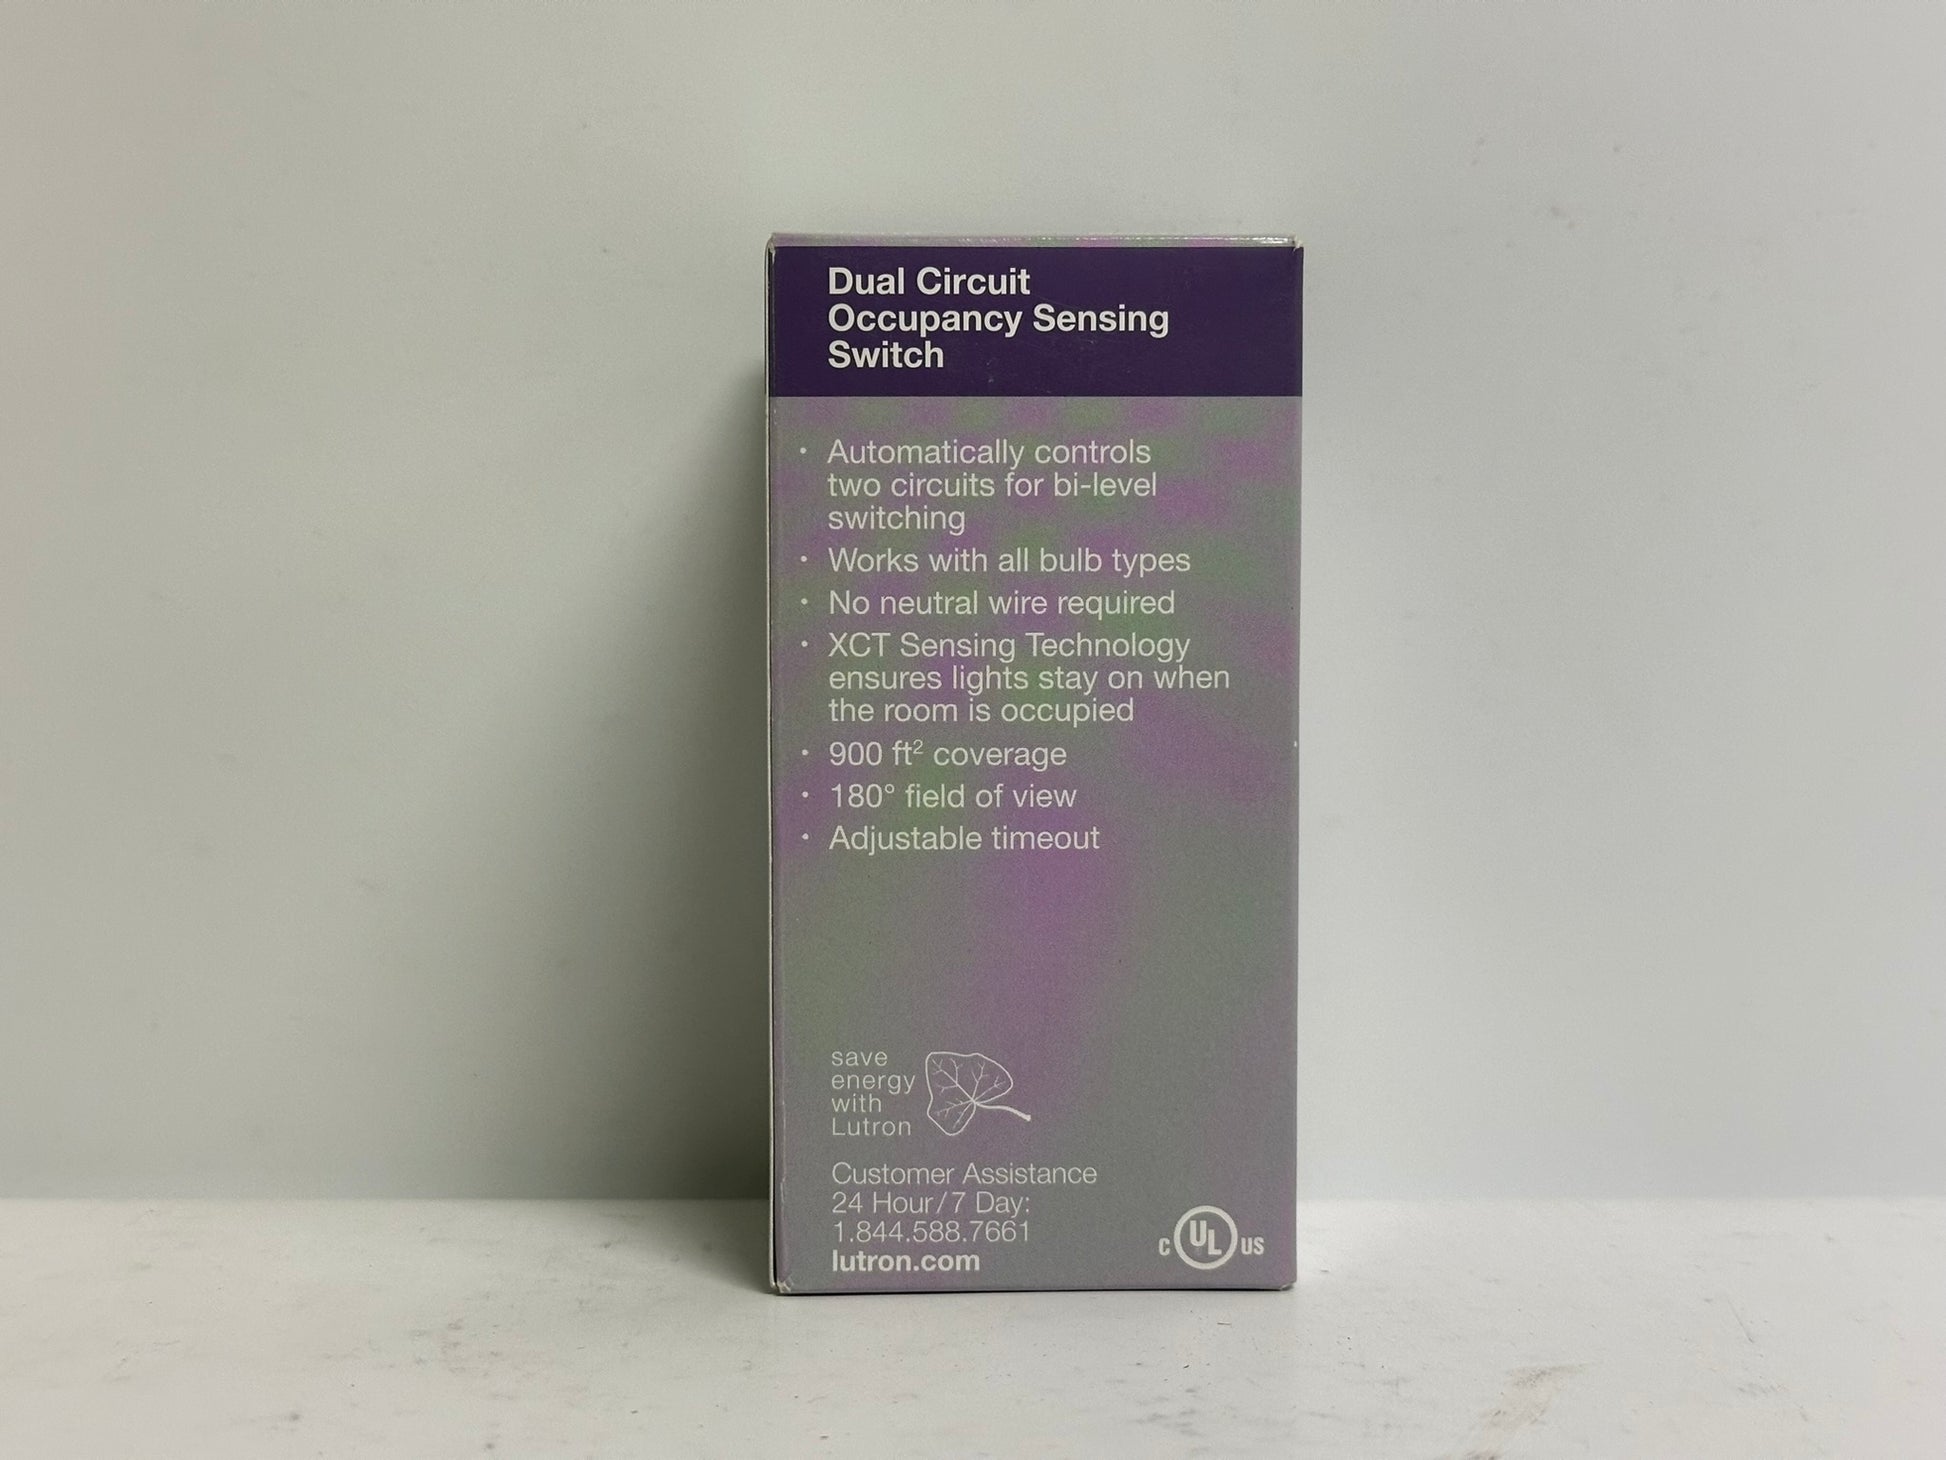 Dual Circuit
Occupancy Sensing
Switch
• Automatically controls
two circuits for bi-level
switching
• Works with all bulb types
• No neutral wire required
• XCT Sensing Technology
ensures lights stay on when
the room is occupied
• 900 ft² coverage
• 180° field of view
• Adjustable timeout
save
energy
with
Lutron
Customer Assistance
24 Hour/7 Day:
1.844.588.7661
lutron.com
C UL US